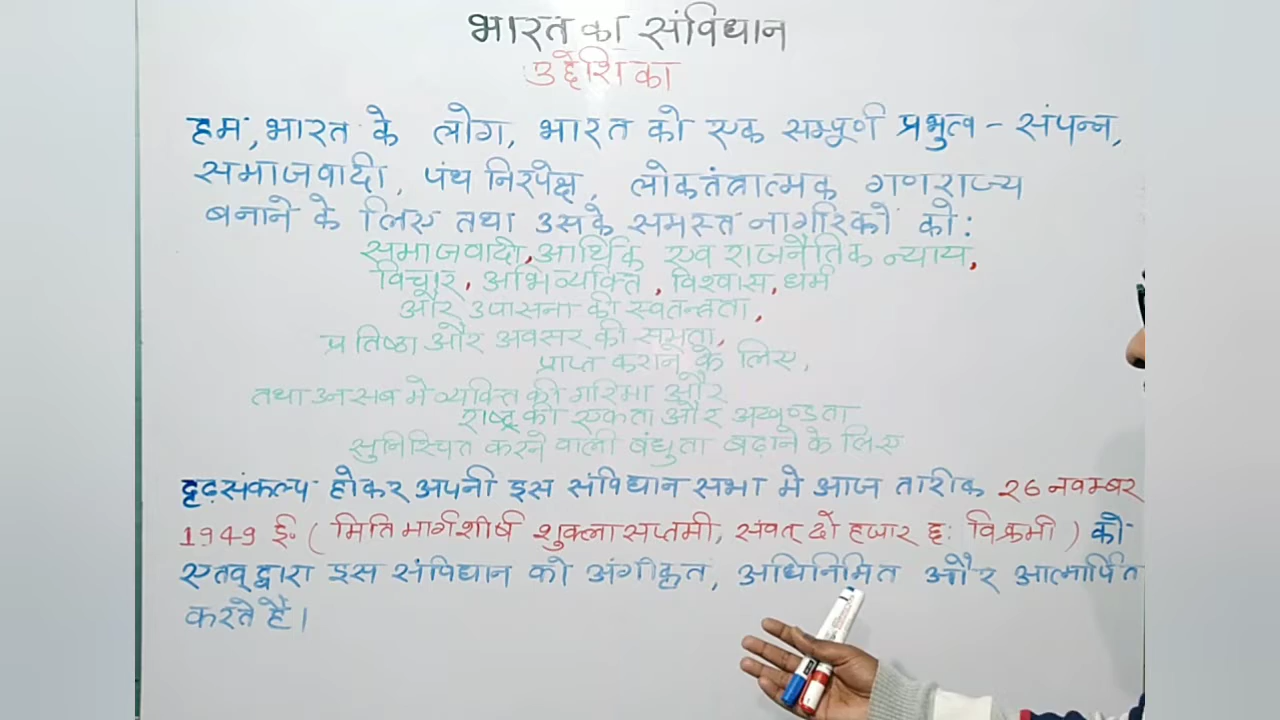 भारत का संविधान
उद्देशिका
हम, भारत के लोग, भारत को एक सम्पूर्ण प्रभुत्व - संपन्न,
समाजवादी, पंथ निरपेक्ष, लोकतंत्रात्मक गणराज्य
बनाने के लिए तथा उसके समस्त नागरिकों को:
समाजवादी, आर्थिक एव राजनैतिक न्याय,
विचार, अभिव्यक्ति, विश्वास, धर्म
और उपासना की स्वतन्त्रता,
प्रतिष्ठा और अवसर की समता,
प्राप्त कराने के लिए,
तथा उन सब मे व्यक्ति की गरिमा और
राष्ट्र की एकता और अखण्डता
सुनिश्चित करने वाली बंधुता बढ़ाने के लिए
दृढ़संकल्प होकर अपनी इस संविधान सभा मे आज तारीक 26 नवम्बर
1949 ई. ( मिति मार्गशीर्ष शुक्ला सप्तमी, संवत् दो हजार छ: विक्रमी ) को
एतद् द्वारा इस संविधान को अंगीकृत, अधिनिमित और आत्मार्पित
करते हैं।